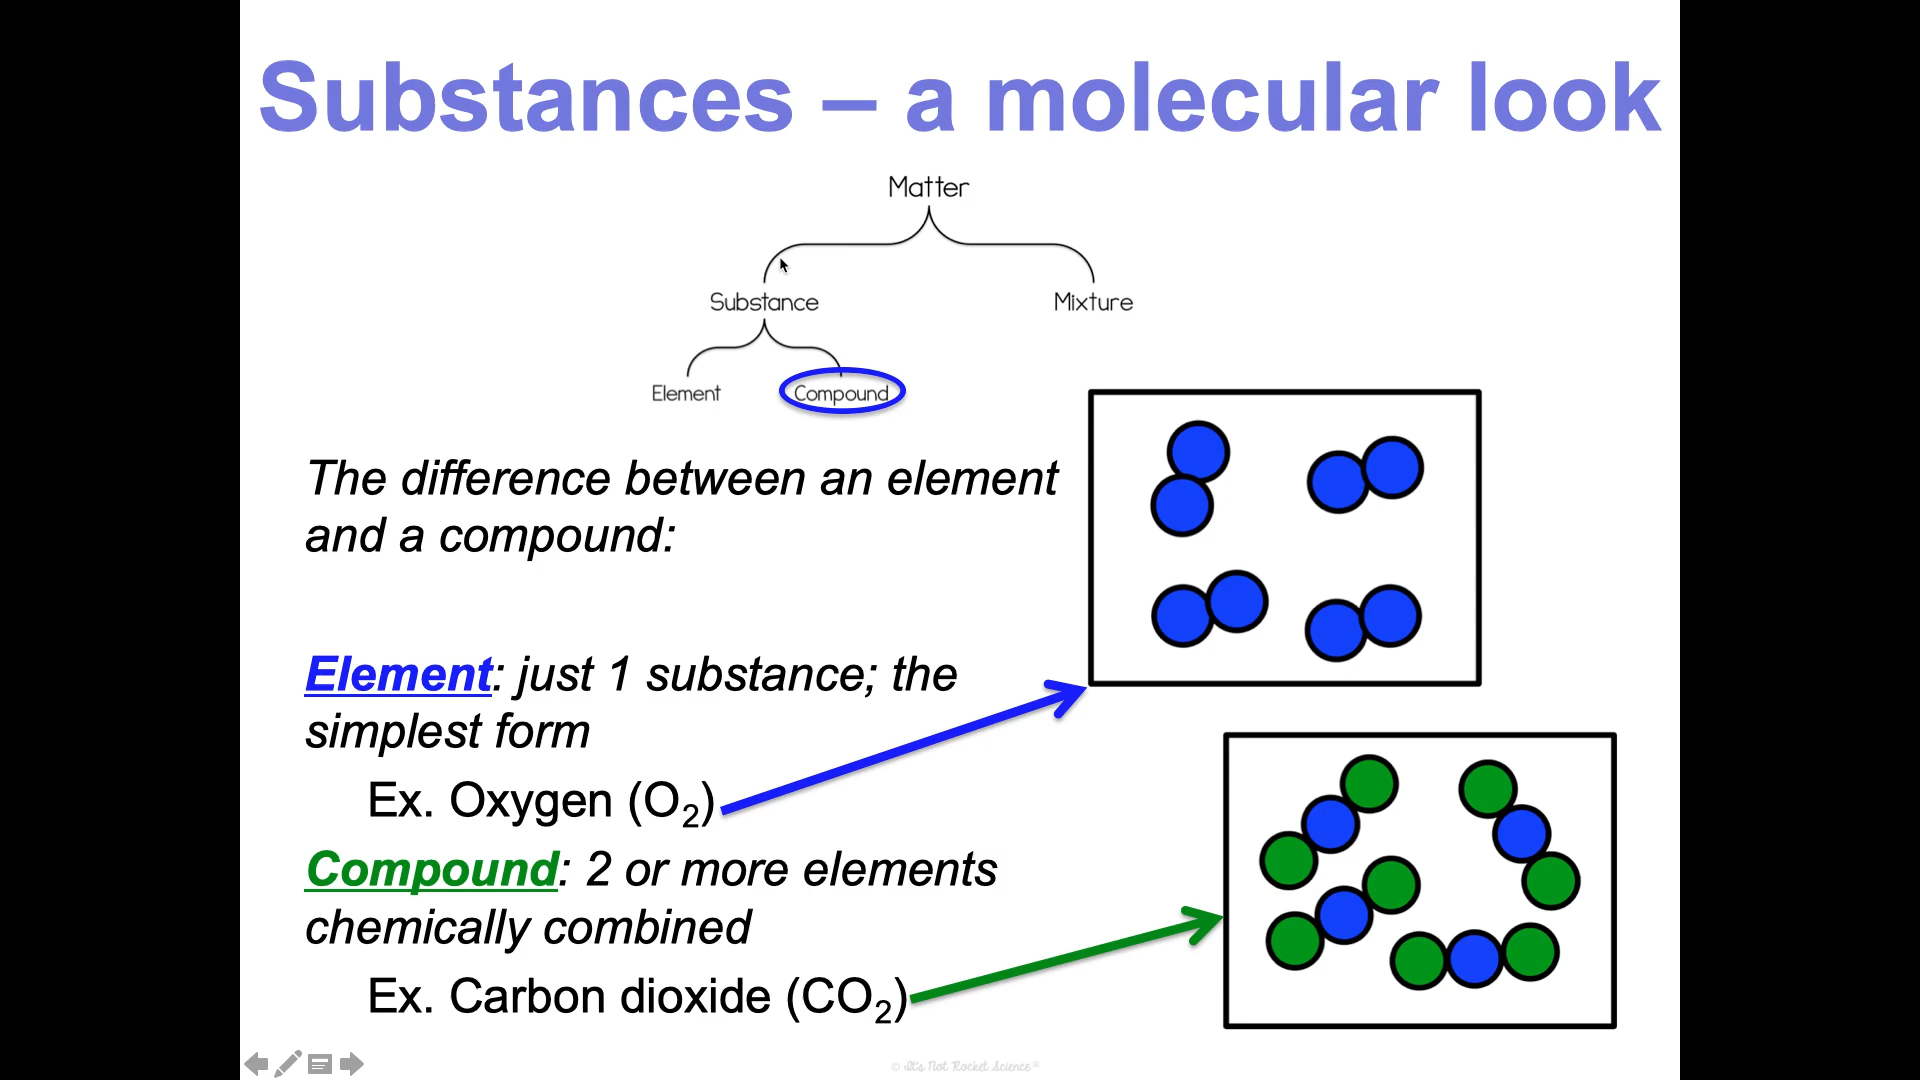 Substances – a molecular look
Matter
Substance
Mixture
Element
Compound
The difference between an element
and a compound:
Element: just 1 substance; the
simplest form
Ex. Oxygen (O₂)
Compound: 2 or more elements
chemically combined
Ex. Carbon dioxide (CO₂)
© It's Not Rocket Science®